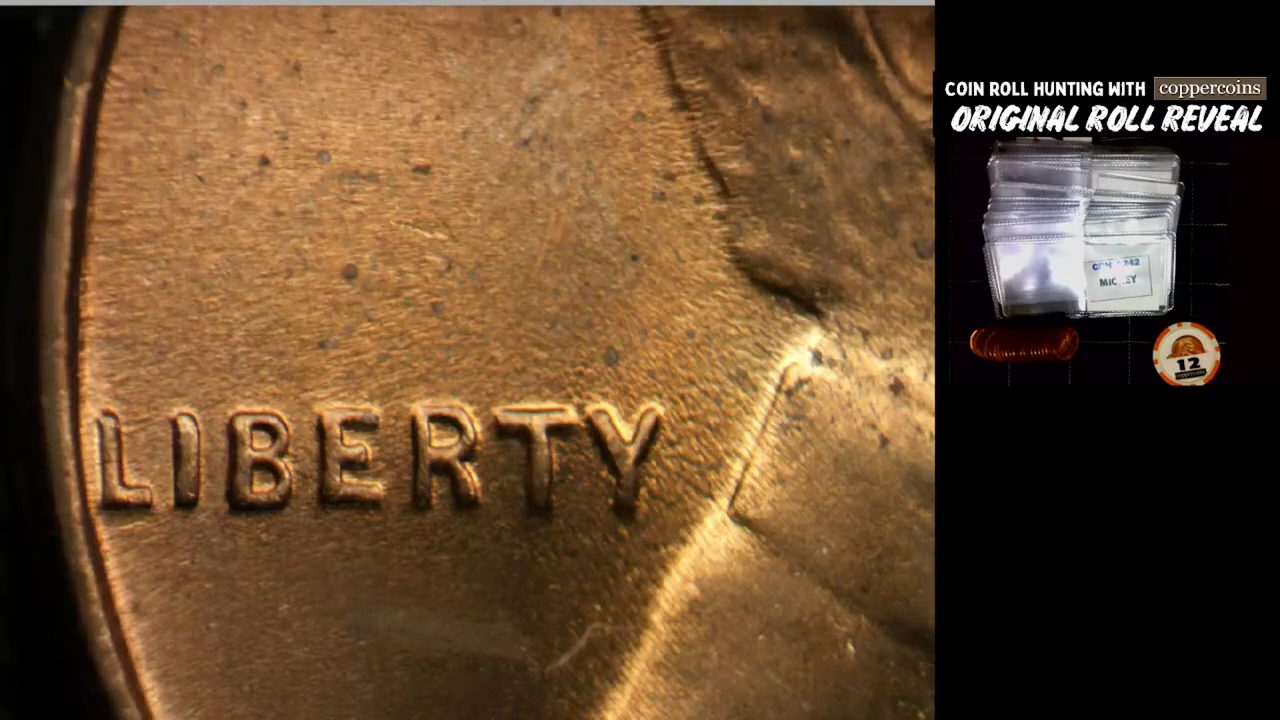 LIBERTY
COIN ROLL HUNTING WITH coppercoins
ORIGINAL ROLL REVEAL
12